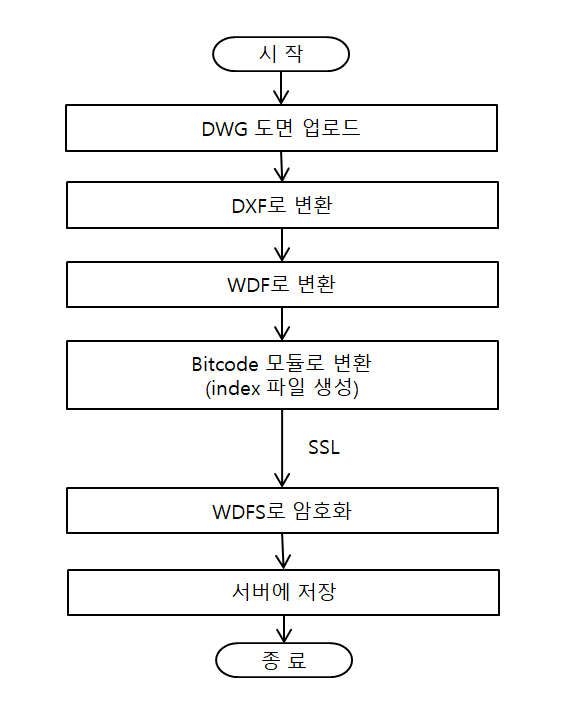 시 작
DWG 도면 업로드
DXF로 변환
WDF로 변환
Bitcode 모듈로 변환
(index 파일 생성)
SSL
WDFS로 암호화
서버에 저장
종 료